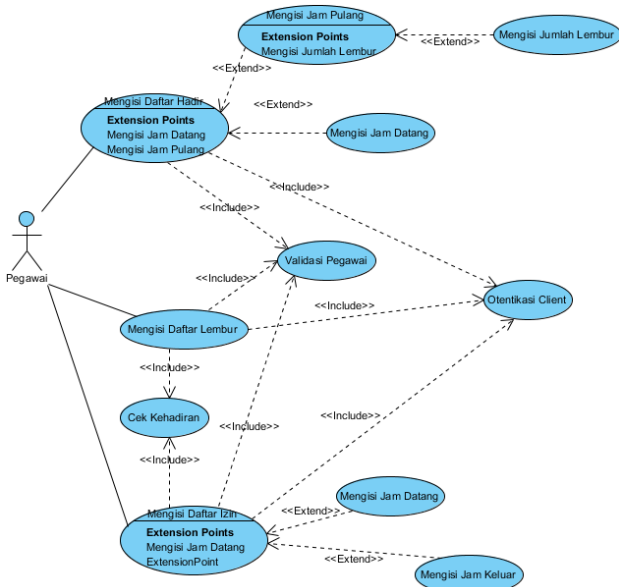 Mengisi Jam Pulang
Extension Points
Mengisi Jumlah Lembur
<<Extend>>
Mengisi Jumlah Lembur
<<Extend>>
Mengisi Daftar Hadir
Extension Points
Mengisi Jam Datang
Mengisi Jam Pulang
<<Extend>>
Mengisi Jam Datang
<<Include>>
<<Include>>
Pegawai
Validasi Pegawai
<<Include>>
Otentikasi Client
<<Include>>
Mengisi Daftar Lembur
<<Include>>
Cek Kehadiran
<<Include>>
<<Include>>
<<Include>>
Mengisi Daftar Izin
Extension Points
Mengisi Jam Datang
ExtensionPoint
<<Extend>>
Mengisi Jam Datang
<<Extend>>
Mengisi Jam Keluar